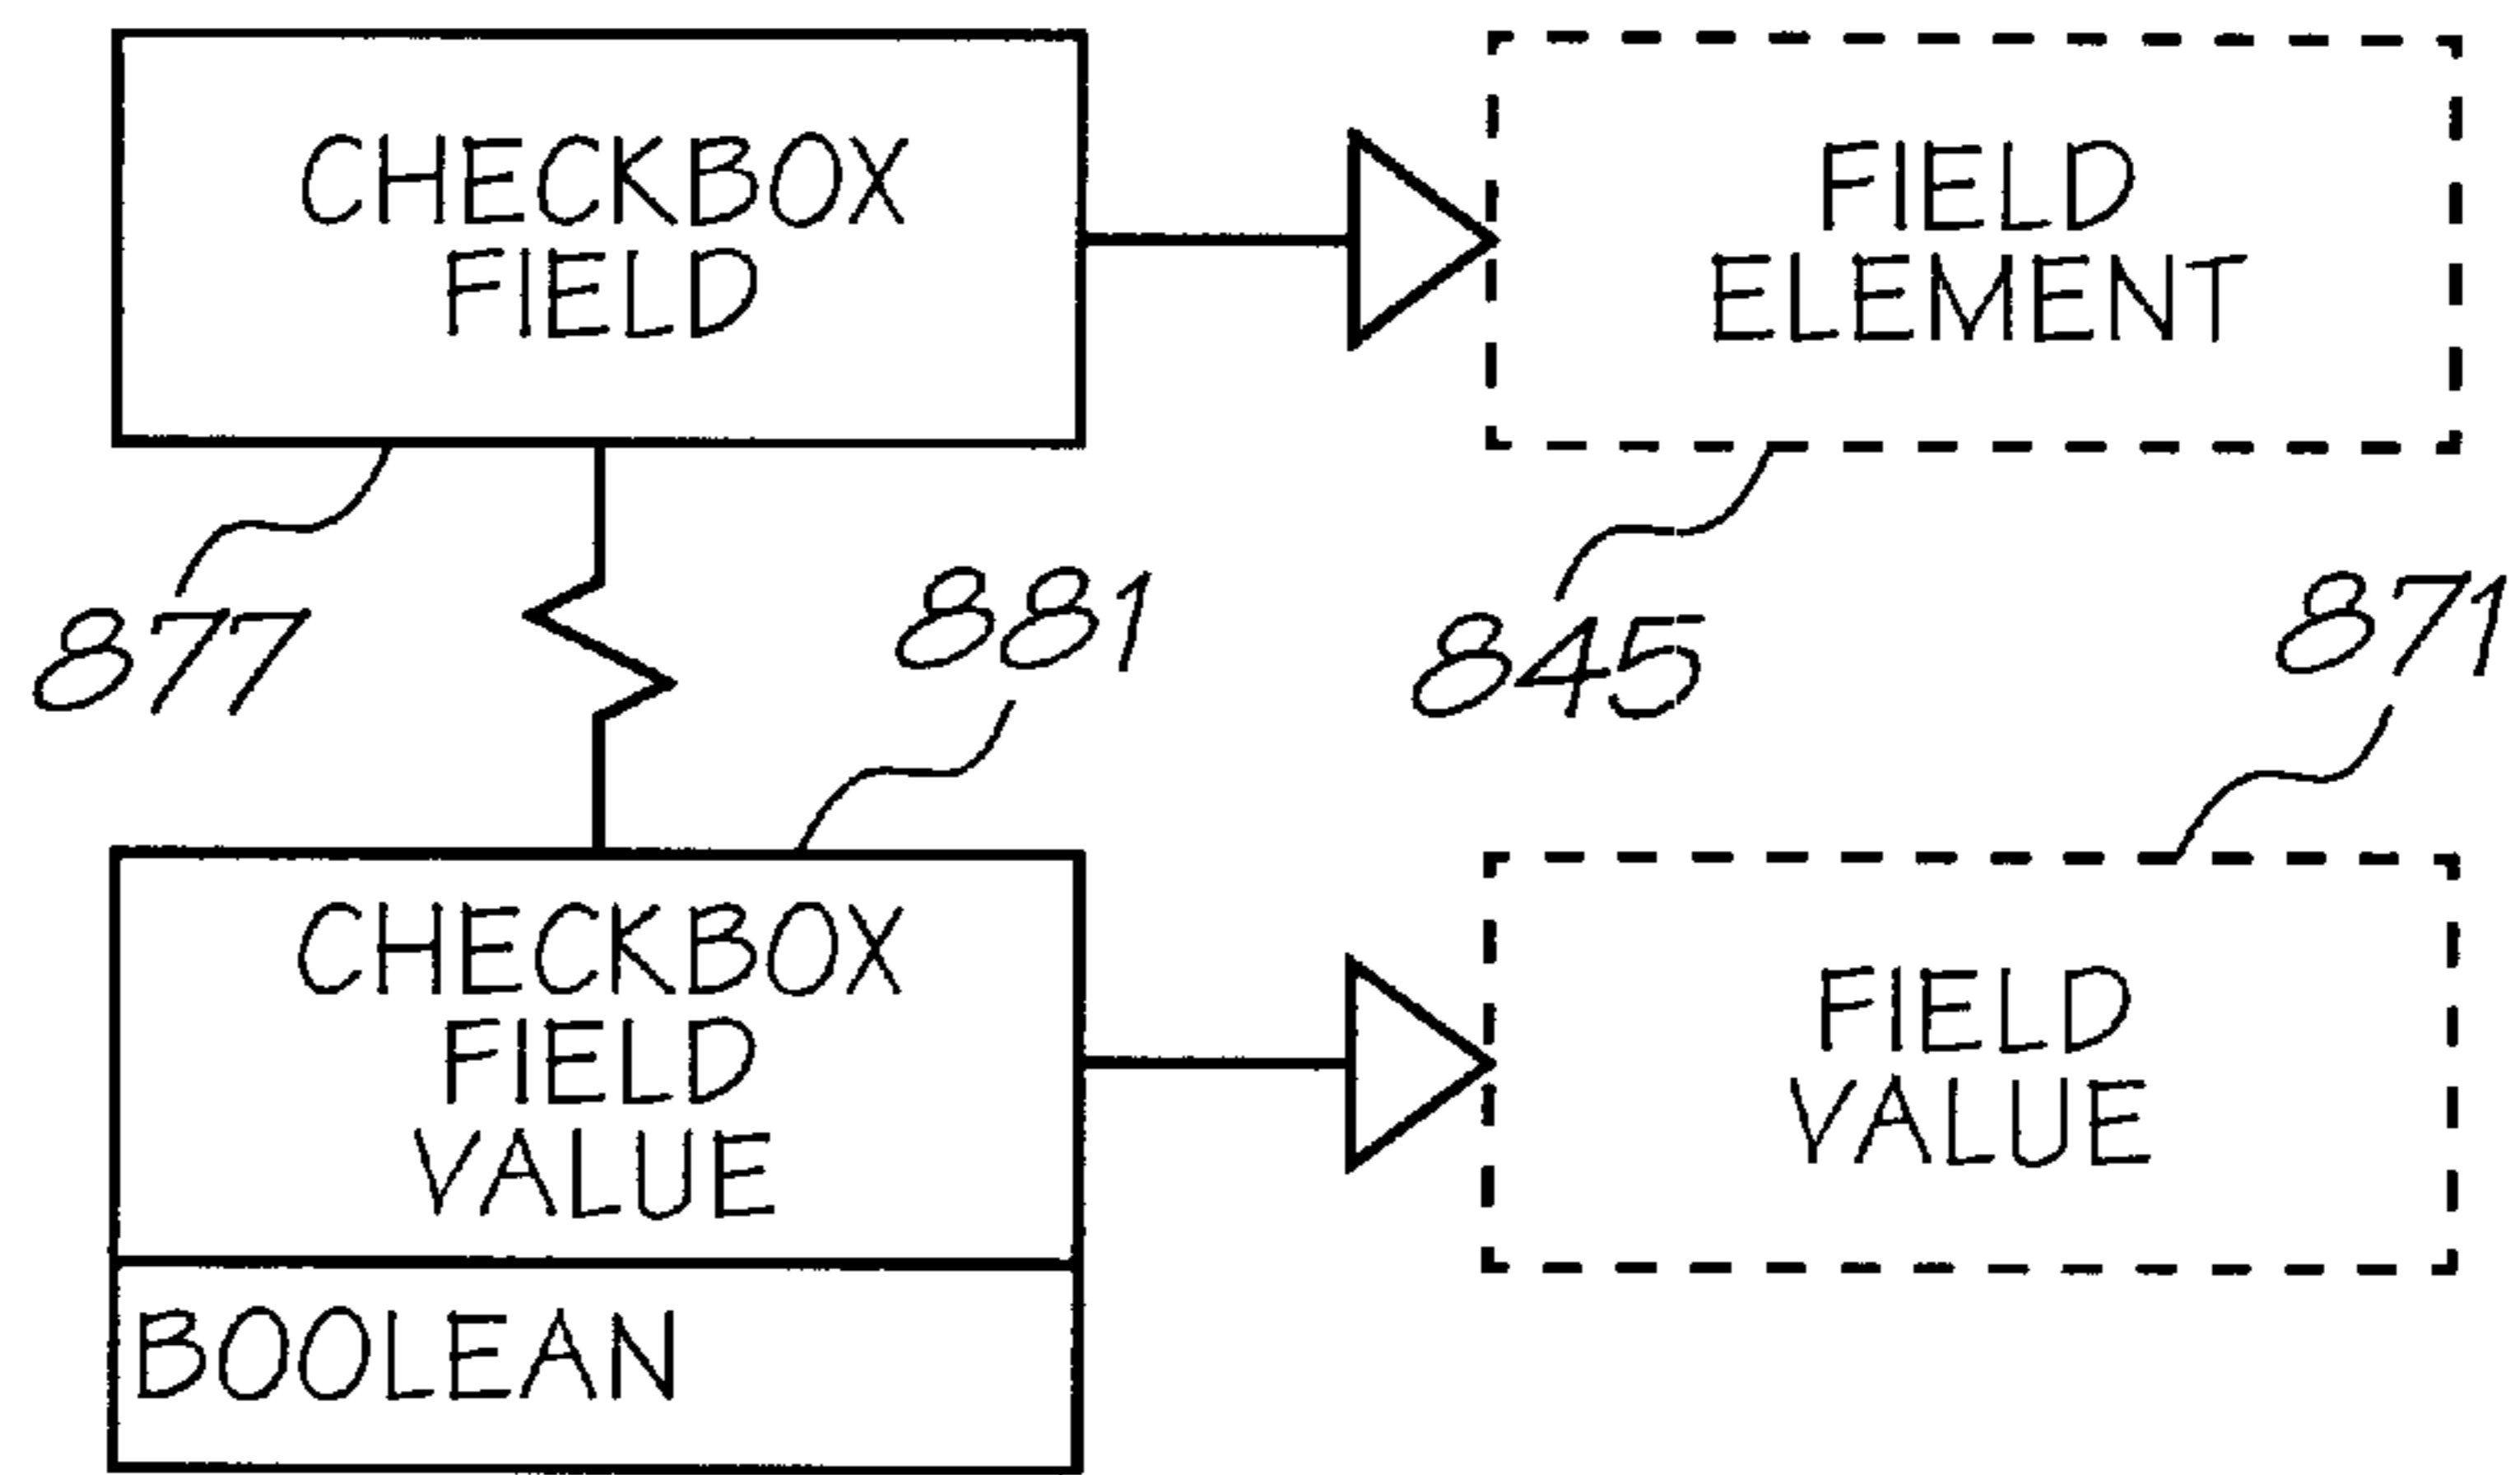 CHECKBOX
FIELD
FIELD
ELEMENT
877
881
845
871
CHECKBOX
FIELD
VALUE
FIELD
VALUE
BOOLEAN